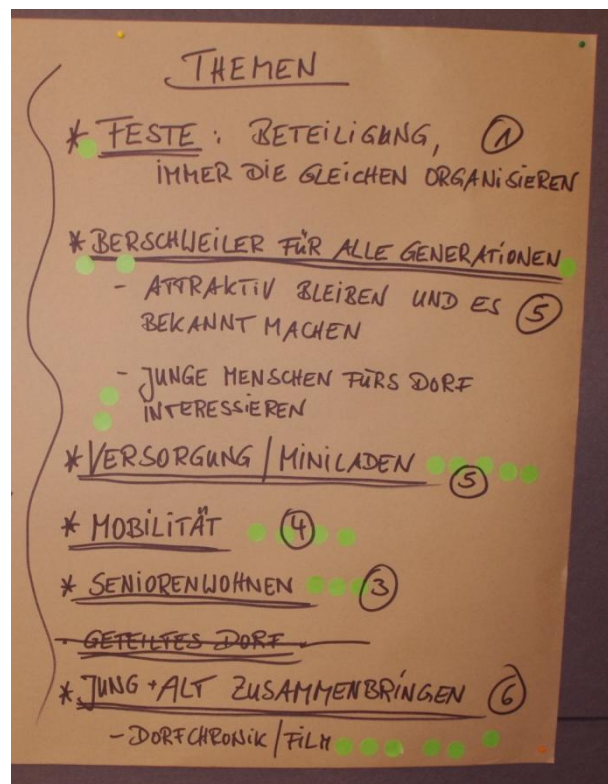 THEMEN
* FESTE: BETEILIGUNG, 1
IMMER DIE GLEICHEN ORGANISIEREN
* BERSCHWEILER FÜR ALLE GENERATIONEN
- ATTRAKTIV BLEIBEN UND ES 5
BEKANNT MACHEN
- JUNGE MENSCHEN FÜRS DORF
INTERESSIEREN
* VERSORGUNG / MINILADEN 5
* MOBILITÄT 4
* SENIORENWOHNEN 3
- GETEILTES DORF
* JUNG + ALT ZUSAMMENBRINGEN 6
- DORFCHRONIK / FILM